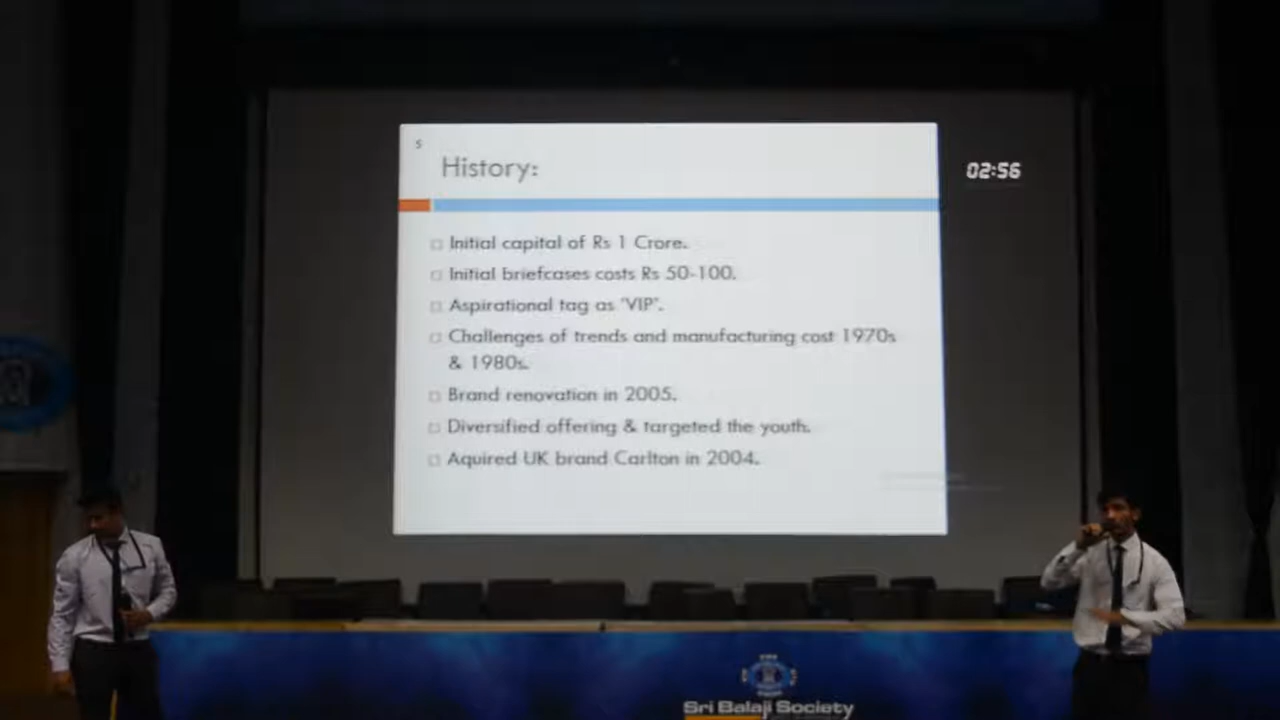 5
History:
02:56
Initial capital of Rs 1 Crore.
Initial briefcases costs Rs 50-100.
Aspirational tag as 'VIP'.
Challenges of trends and manufacturing cost 1970s
& 1980s.
Brand renovation in 2005.
Diversified offering & targeted the youth.
Aquired UK brand Carlton in 2004.
Sri Balaji Society